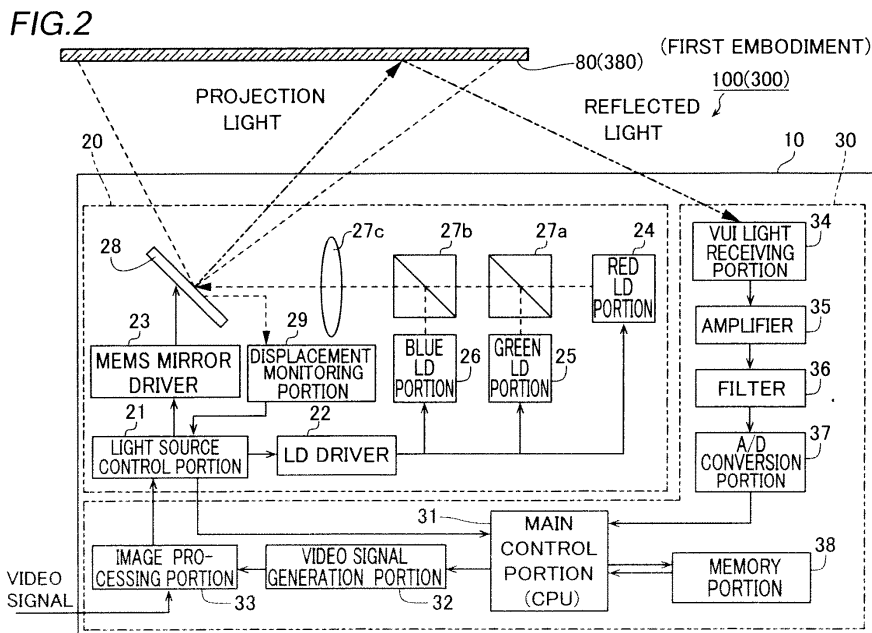 FIG.2
80(380)
(FIRST EMBODIMENT)
100(300)
PROJECTION
LIGHT
REFLECTED
LIGHT
20
10
30
28
27c
27b
27a
24
RED
LD
PORTION
VUI LIGHT
RECEIVING
PORTION
34
23
MEMS MIRROR
DRIVER
29
DISPLACEMENT
MONITORING
PORTION
BLUE
LD
PORTION
26
GREEN
LD
PORTION
25
AMPLIFIER
35
FILTER
36
21
LIGHT SOURCE
CONTROL PORTION
22
LD DRIVER
A/D
CONVERSION
PORTION
37
31
MAIN
CONTROL
PORTION
(CPU)
IMAGE PRO-
CESSING PORTION
33
VIDEO SIGNAL
GENERATION PORTION
32
MEMORY
PORTION
38
VIDEO
SIGNAL